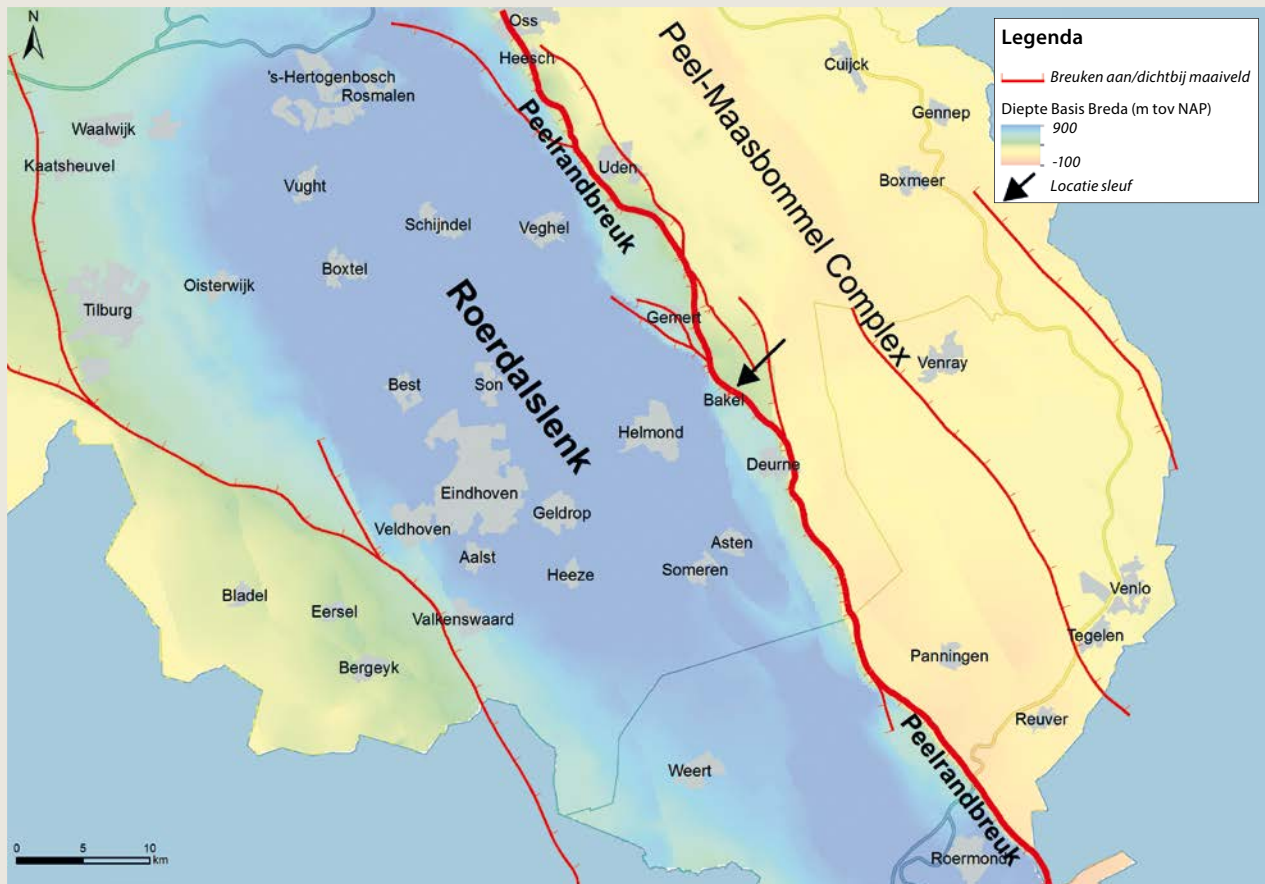 N
Oss
Heesch
's-Hertogenbosch
Rosmalen
Waalwijk
Kaatsheuvel
Vught
Schijndel
Veghel
Uden
Cuijck
Gennep
Boxmeer
Peelrandbreuk
Peel-Maasbommel Complex
Oisterwijk
Boxtel
Tilburg
Gemert
Roerdalslenk
Best
Son
Bakel
Venray
Helmond
Deurne
Eindhoven
Geldrop
Veldhoven
Aalst
Heeze
Asten
Someren
Bladel
Eersel
Valkenswaard
Bergeyk
Venlo
Tegelen
Panningen
Reuver
Weert
Peelrandbreuk
Roermond
0 5 10
km
Legenda
Breuken aan/dichtbij maaiveld
Diepte Basis Breda (m tov NAP)
900
-100
Locatie sleuf